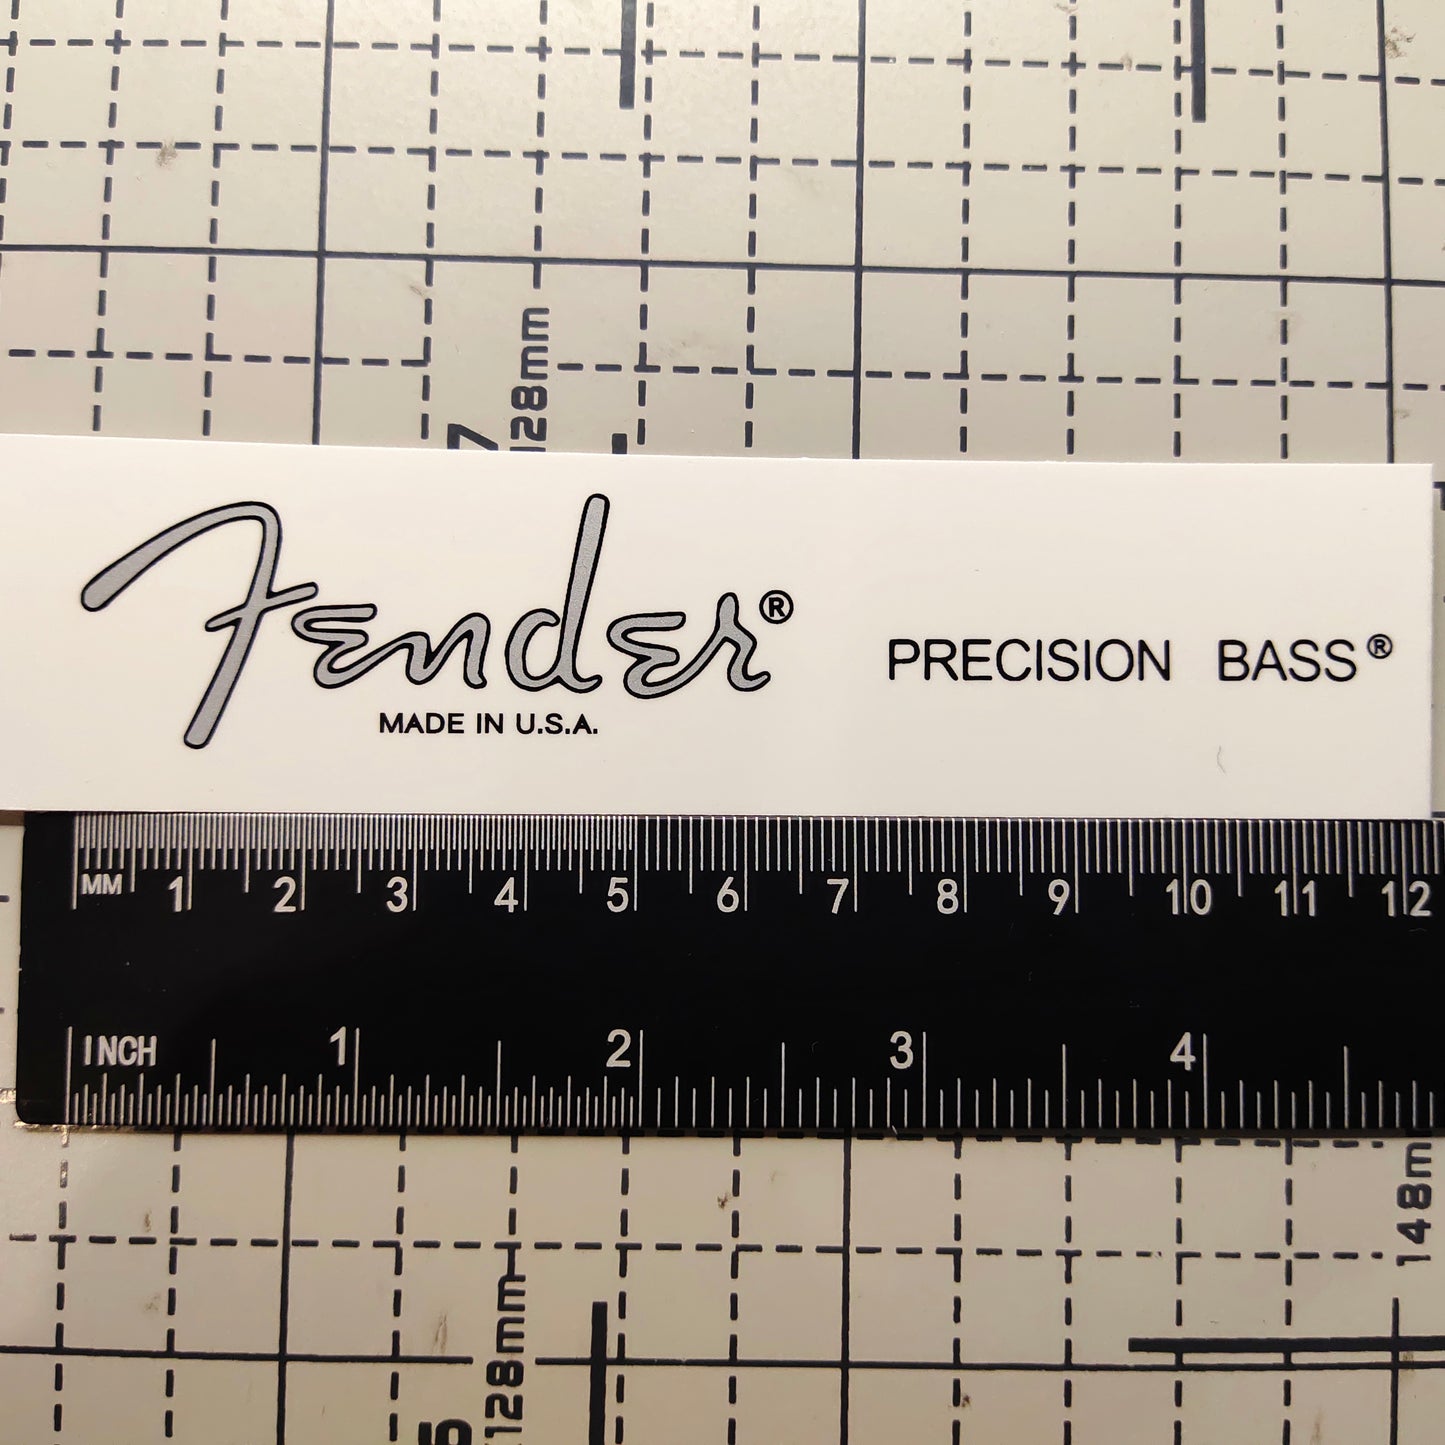 7
128mm
Fender®
PRECISION BASS®
MADE IN U.S.A.
MM 1 2 3 4 5 6 7 8 9 10 11 12
INCH 1 2 3 4
148m
(128mm